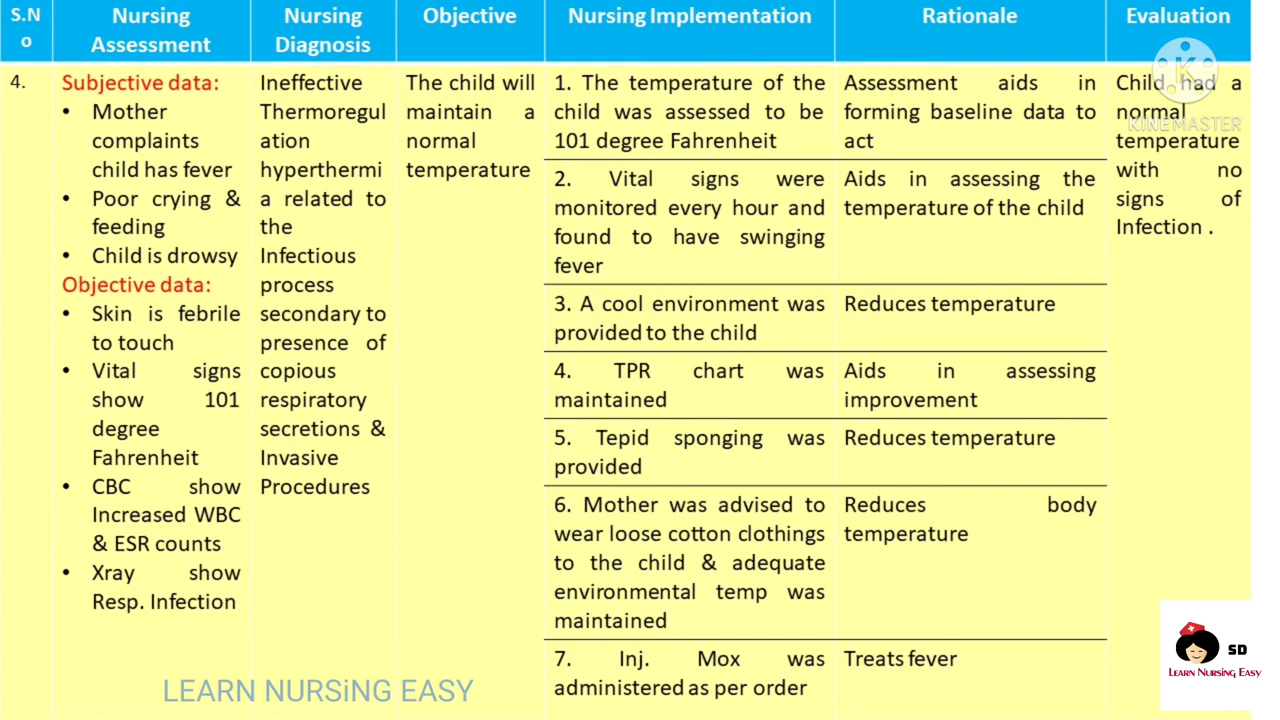 S.N
o
Nursing
Assessment
Nursing
Diagnosis
Objective
Nursing Implementation
Rationale
Evaluation
4.
Subjective data:
• Mother
complaints
child has fever
• Poor crying &
feeding
• Child is drowsy
Objective data:
• Skin is febrile
to touch
• Vital signs
show 101
degree
Fahrenheit
• CBC show
Increased WBC
& ESR counts
• Xray show
Resp. Infection
Ineffective
Thermoregul
ation
hyperthermi
a related to
the
Infectious
process
secondary to
presence of
copious
respiratory
secretions &
Invasive
Procedures
The child will
maintain a
normal
temperature
1. The temperature of the
child was assessed to be
101 degree Fahrenheit
Assessment aids in
forming baseline data to
act
2. Vital signs were
monitored every hour and
found to have swinging
fever
Aids in assessing the
temperature of the child
3. A cool environment was
provided to the child
Reduces temperature
4. TPR chart was
maintained
Aids in assessing
improvement
5. Tepid sponging was
provided
Reduces temperature
6. Mother was advised to
wear loose cotton clothings
to the child & adequate
environmental temp was
maintained
Reduces body
temperature
7. Inj. Mox was
administered as per order
Treats fever
Child had a
normal
temperature
with no
signs of
Infection .
K
KINEMASTER
LEARN NURSiNG EASY
SD
LEARN NURSING EASY